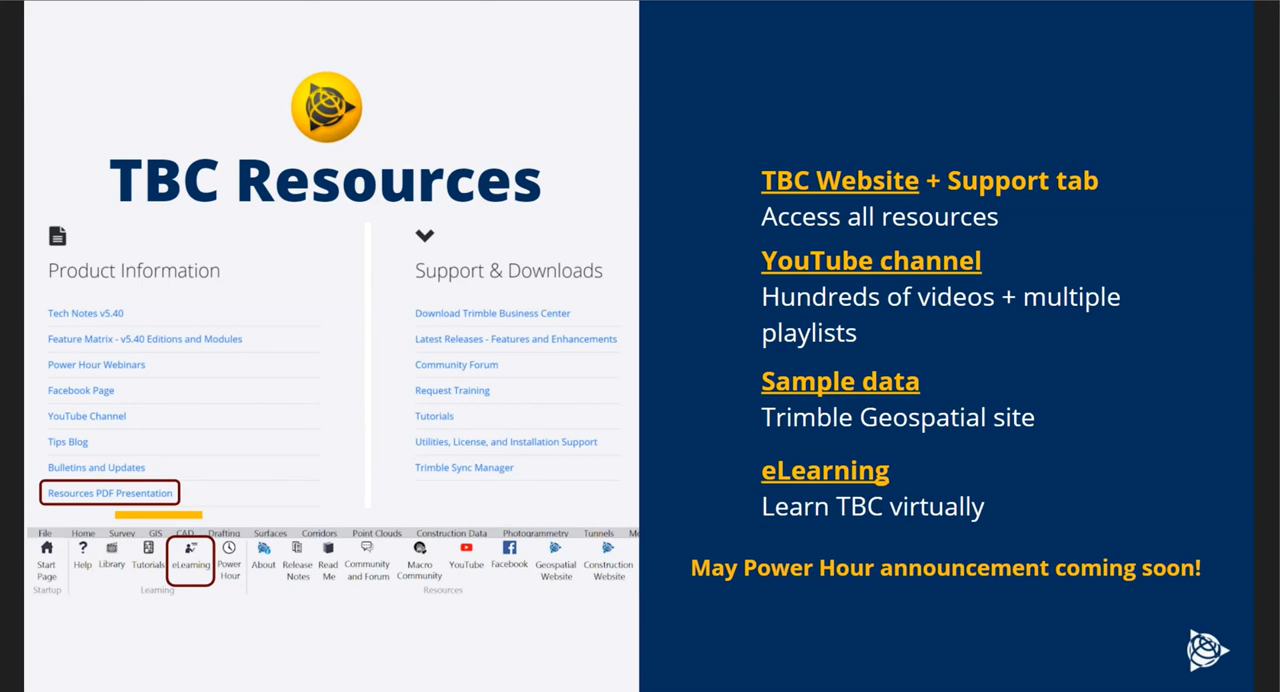 TBC Resources
Product Information
Tech Notes v5.40
Feature Matrix - v5.40 Editions and Modules
Power Hour Webinars
Facebook Page
YouTube Channel
Tips Blog
Bulletins and Updates
Resources PDF Presentation
Support & Downloads
Download Trimble Business Center
Latest Releases - Features and Enhancements
Community Forum
Request Training
Tutorials
Utilities, License, and Installation Support
Trimble Sync Manager
File Home Survey GIS CAD Drafting Surfaces Corridors Point Clouds Construction Data Photogrammetry Tunnels
Start Page
Help
Library
Tutorials
eLearning
Power Hour
About
Release Notes
Read Me
Community and Forum
Macro Community
YouTube
Facebook
Geospatial Website
Construction Website
Startup
Learning
Resources
TBC Website + Support tab
Access all resources
YouTube channel
Hundreds of videos + multiple
playlists
Sample data
Trimble Geospatial site
eLearning
Learn TBC virtually
May Power Hour announcement coming soon!